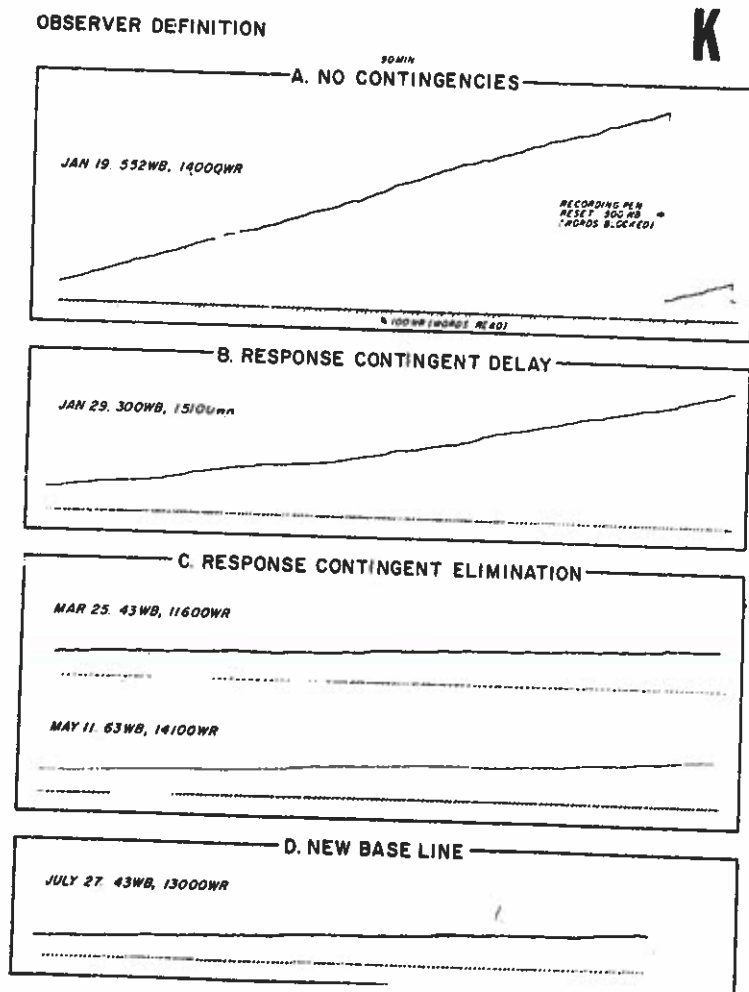 OBSERVER DEFINITION
K
90MIN
A. NO CONTINGENCIES
JAN 19. 552WB, 14000WR
RECORDING PEN
RESET 500 WB
(WORDS BLOCKED)
100WR (WORDS READ)
B. RESPONSE CONTINGENT DELAY
JAN 29. 300WB,
C. RESPONSE CONTINGENT ELIMINATION
MAR 25. 43WB, 11600WR
MAY 11. 63WB, 14100WR
D. NEW BASE LINE
JULY 27. 43WB, 13000WR